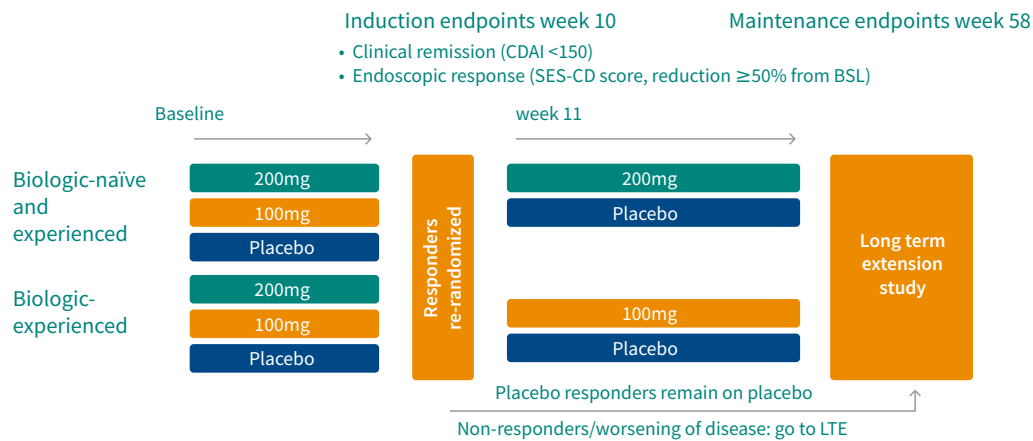 Induction endpoints week 10
• Clinical remission (CDAI <150)
• Endoscopic response (SES-CD score, reduction ≥50% from BSL)
Maintenance endpoints week 58
Baseline
week 11
Biologic-naïve
and
experienced
200mg
100mg
Placebo
Biologic-
experienced
200mg
100mg
Placebo
Responders
re-randomized
200mg
Placebo
100mg
Placebo
Long term
extension
study
Placebo responders remain on placebo
Non-responders/worsening of disease: go to LTE